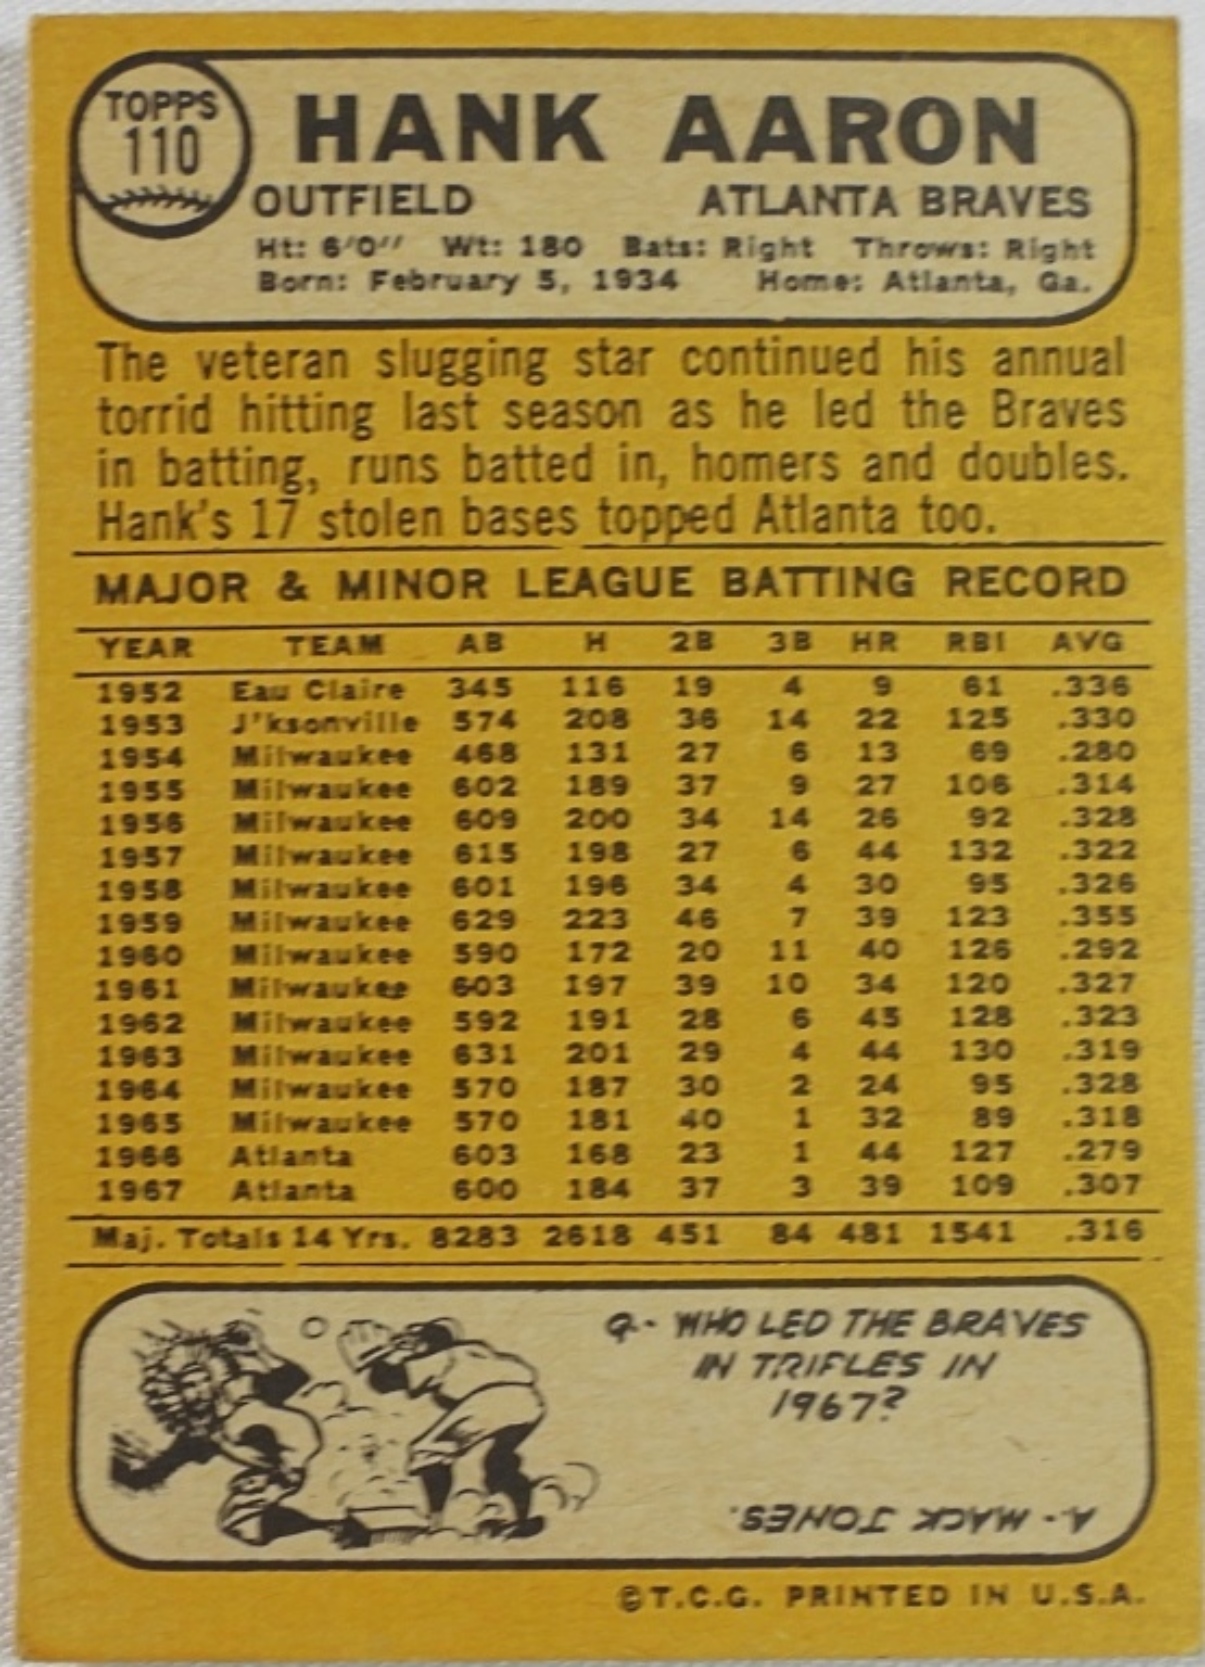 TOPPS
110
HANK AARON
OUTFIELD ATLANTA BRAVES
Ht: 6'0" Wt: 180 Bats: Right Throws: Right
Born: February 5, 1934 Home: Atlanta, Ga.
The veteran slugging star continued his annual
torrid hitting last season as he led the Braves
in batting, runs batted in, homers and doubles.
Hank's 17 stolen bases topped Atlanta too.
MAJOR & MINOR LEAGUE BATTING RECORD
YEAR TEAM AB H 2B 3B HR RBI AVG
1952 Eau Claire 345 116 19 4 9 61 .336
1953 J'ksonville 574 208 36 14 22 125 .330
1954 Milwaukee 468 131 27 6 13 69 .280
1955 Milwaukee 602 189 37 9 27 106 .314
1956 Milwaukee 609 200 34 14 26 92 .328
1957 Milwaukee 615 198 27 6 44 132 .322
1958 Milwaukee 601 196 34 4 30 95 .326
1959 Milwaukee 629 223 46 7 39 123 .355
1960 Milwaukee 590 172 20 11 40 126 .292
1961 Milwaukee 603 197 39 10 34 120 .327
1962 Milwaukee 592 191 28 6 45 128 .323
1963 Milwaukee 631 201 29 4 44 130 .319
1964 Milwaukee 570 187 30 2 24 95 .328
1965 Milwaukee 570 181 40 1 32 89 .318
1966 Atlanta 603 168 23 1 44 127 .279
1967 Atlanta 600 184 37 3 39 109 .307
Maj. Totals 14 Yrs. 8283 2618 451 84 481 1541 .316
Q.- WHO LED THE BRAVES
IN TRIPLES IN
1967?
A.- MACK JONES.
©T.C.G. PRINTED IN U.S.A.